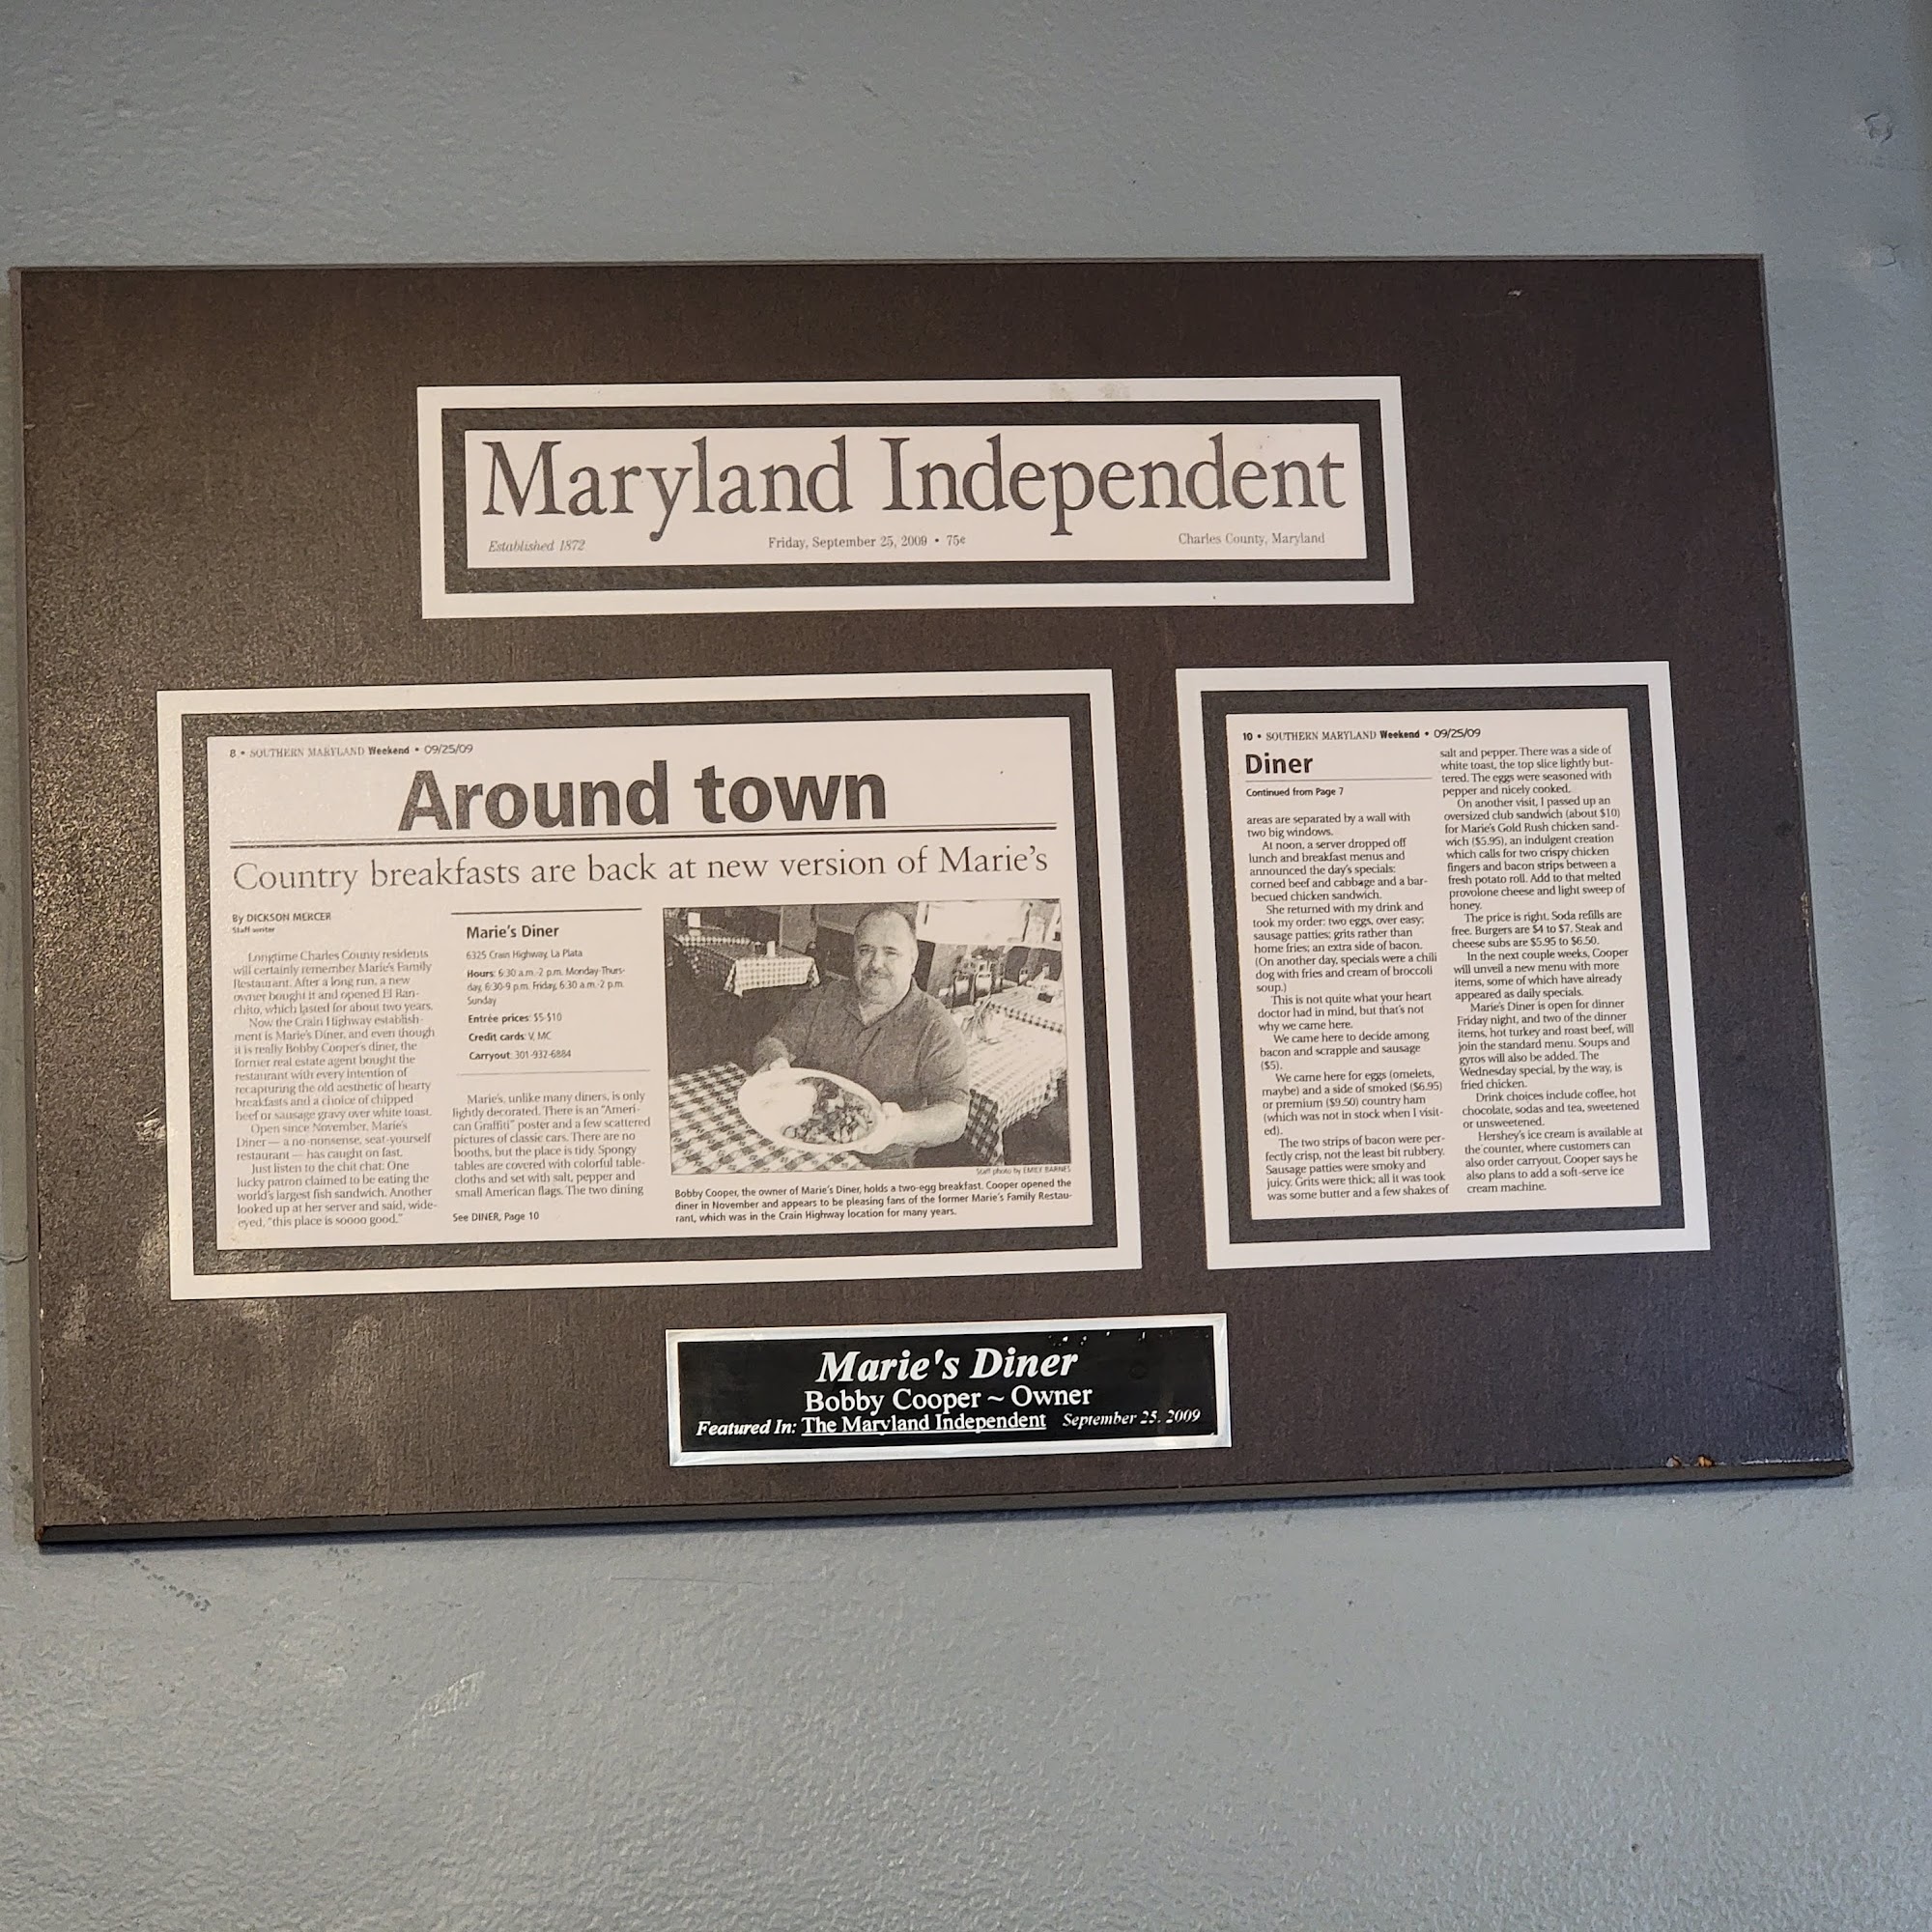 Maryland Independent
Established 1872
Friday, September 25, 2009 • 75¢
Charles County, Maryland
8 • SOUTHERN MARYLAND Weekend • 09/25/09
Around town
Country breakfasts are back at new version of Marie's
By DICKSON MERCER
Staff writer
Longtime Charles County residents
will certainly remember Marie's Family
Restaurant. After a long run, a new
owner bought it and opened El Ran-
chito, which lasted for about two years.
Now the Crain Highway establish-
ment is Marie's Diner, and even though
it is really Bobby Cooper's diner, the
former real estate agent bought the
restaurant with every intention of
recapturing the old aesthetic of hearty
breakfasts and a choice of chipped
beef or sausage gravy over white toast.
Open since November, Marie's
Diner — a no-nonsense, seat-yourself
restaurant — has caught on fast.
Just listen to the chit chat: One
lucky patron claimed to be eating the
world's largest fish sandwich. Another
looked up at her server and said, wide-
eyed, "this place is soooo good."
Marie's Diner
6325 Crain Highway, La Plata
Hours: 6:30 a.m.-2 p.m. Monday-Thurs-
day, 6:30-9 p.m. Friday, 6:30 a.m.-2 p.m.
Sunday
Entrée prices: $5-$10
Credit cards: V, MC
Carryout: 301-932-6884
Marie's, unlike many diners, is only
lightly decorated. There is an "Ameri-
can Graffiti" poster and a few scattered
pictures of classic cars. There are no
booths, but the place is tidy. Spongy
tables are covered with colorful table-
cloths and set with salt, pepper and
small American flags. The two dining
See DINER, Page 10
Staff photo by EMILY BARNES
Bobby Cooper, the owner of Marie's Diner, holds a two-egg breakfast. Cooper opened the
diner in November and appears to be pleasing fans of the former Marie's Family Restau-
rant, which was in the Crain Highway location for many years.
10 • SOUTHERN MARYLAND Weekend • 09/25/09
Diner
Continued from Page 7
areas are separated by a wall with
two big windows.
At noon, a server dropped off
lunch and breakfast menus and
announced the day's specials:
corned beef and cabbage and a bar-
becued chicken sandwich.
She returned with my drink and
took my order: two eggs, over easy;
sausage patties; grits rather than
home fries; an extra side of bacon.
(On another day, specials were a chili
dog with fries and cream of broccoli
soup.)
This is not quite what your heart
doctor had in mind, but that's not
why we came here.
We came here to decide among
bacon and scrapple and sausage
($5).
We came here for eggs (omelets,
maybe) and a side of smoked ($6.95)
or premium ($9.50) country ham
(which was not in stock when I visit-
ed).
The two strips of bacon were per-
fectly crisp, not the least bit rubbery.
Sausage patties were smoky and
juicy. Grits were thick; all it was took
was some butter and a few shakes of
salt and pepper. There was a side of
white toast, the top slice lightly but-
tered. The eggs were seasoned with
pepper and nicely cooked.
On another visit, I passed up an
oversized club sandwich (about $10)
for Marie's Gold Rush chicken sand-
wich ($5.95), an indulgent creation
which calls for two crispy chicken
fingers and bacon strips between a
fresh potato roll. Add to that melted
provolone cheese and light sweep of
honey.
The price is right. Soda refills are
free. Burgers are $4 to $7. Steak and
cheese subs are $5.95 to $6.50.
In the next couple weeks, Cooper
will unveil a new menu with more
items, some of which have already
appeared as daily specials.
Marie's Diner is open for dinner
Friday night, and two of the dinner
items, hot turkey and roast beef, will
join the standard menu. Soups and
gyros will also be added. The
Wednesday special, by the way, is
fried chicken.
Drink choices include coffee, hot
chocolate, sodas and tea, sweetened
or unsweetened.
Hershey's ice cream is available at
the counter, where customers can
also order carryout. Cooper says he
also plans to add a soft-serve ice
cream machine.
Marie's Diner
Bobby Cooper ~ Owner
Featured In: The Maryland Independent September 25, 2009